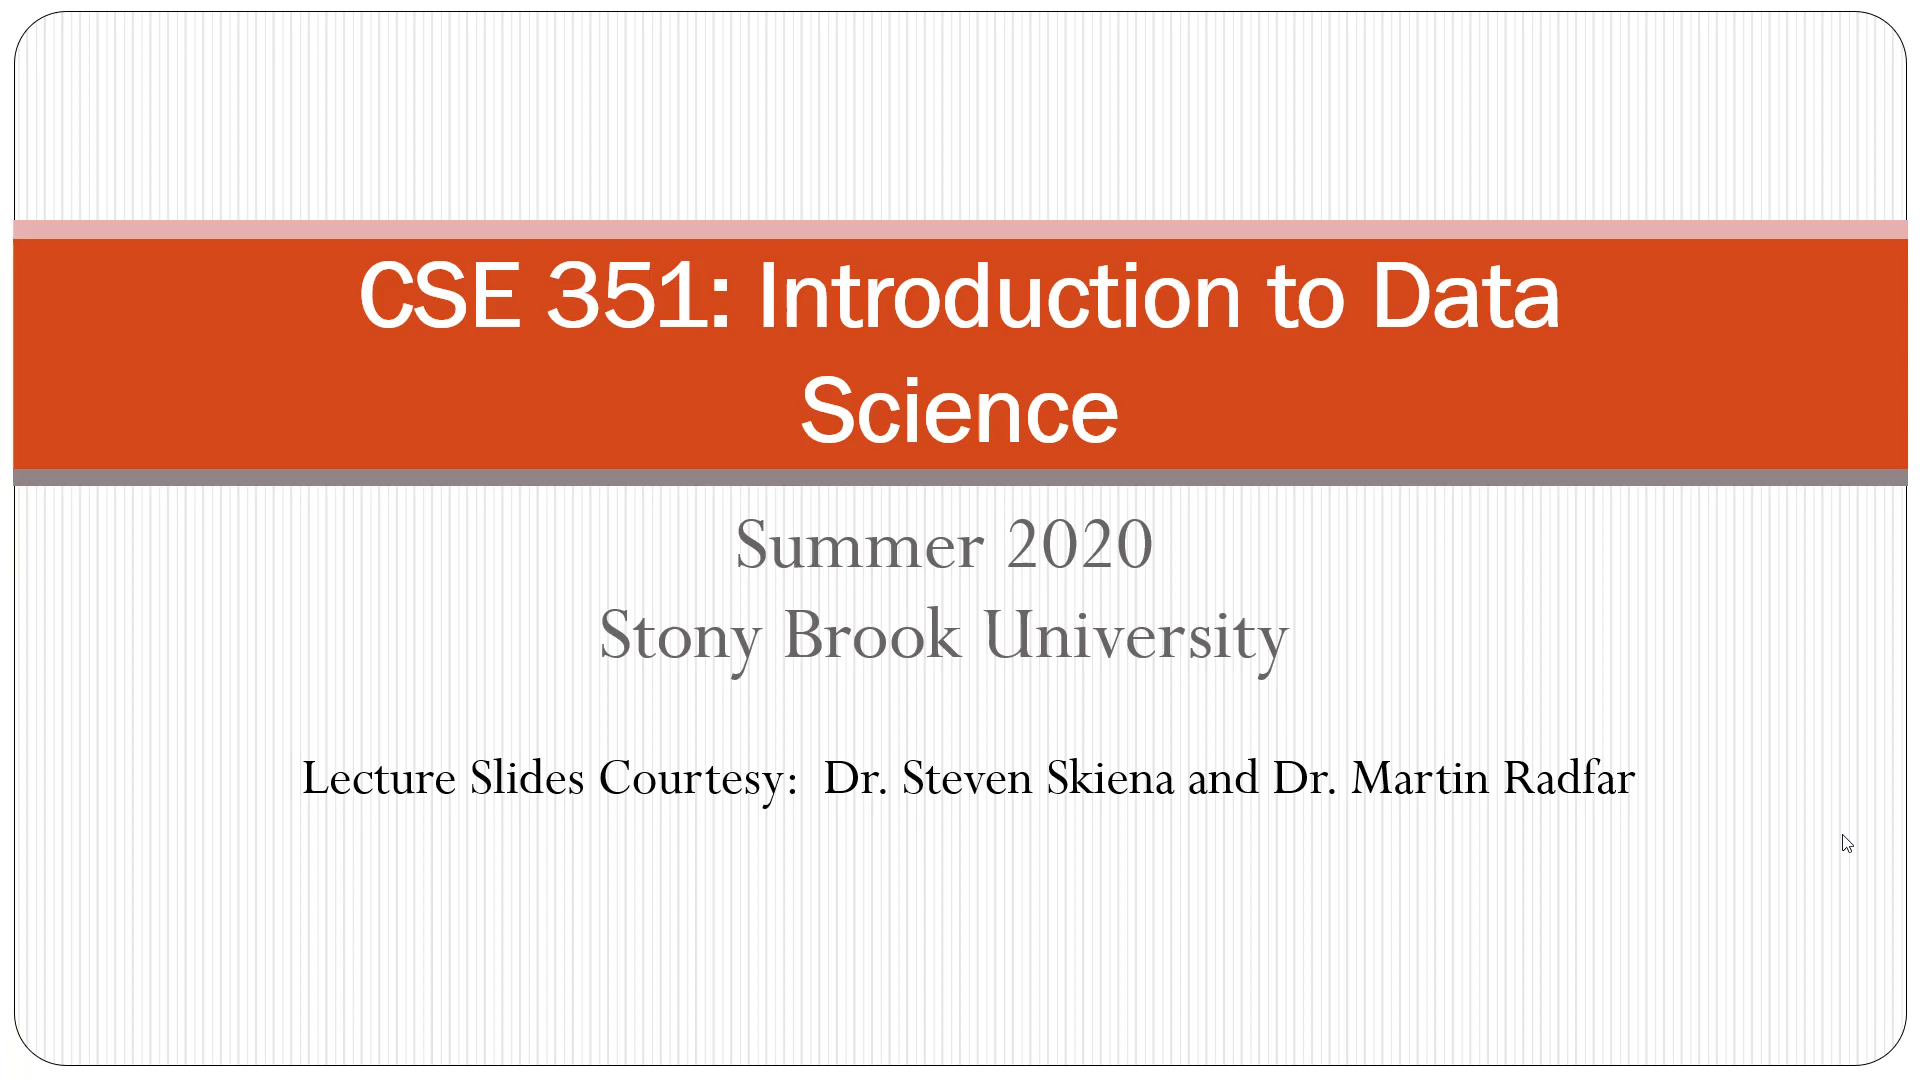 CSE 351: Introduction to Data
Science
Summer 2020
Stony Brook University
Lecture Slides Courtesy:  Dr. Steven Skiena and Dr. Martin Radfar